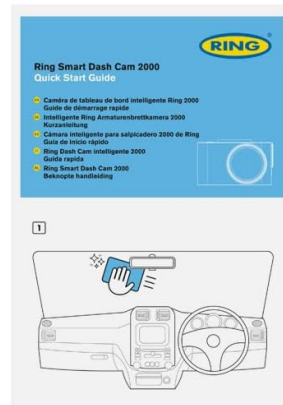 RING
Ring Smart Dash Cam 2000
Quick Start Guide
Caméra de tableau de bord intelligente Ring 2000
Guide de démarrage rapide
Intelligente Ring Armaturenbrettkamera 2000
Kurzanleitung
Cámara inteligente para salpicadero 2000 de Ring
Guía de inicio rápido
Ring Dash Cam intelligente 2000
Guida rapida
Ring Smart Dash Cam 2000
Beknopte handleiding
1